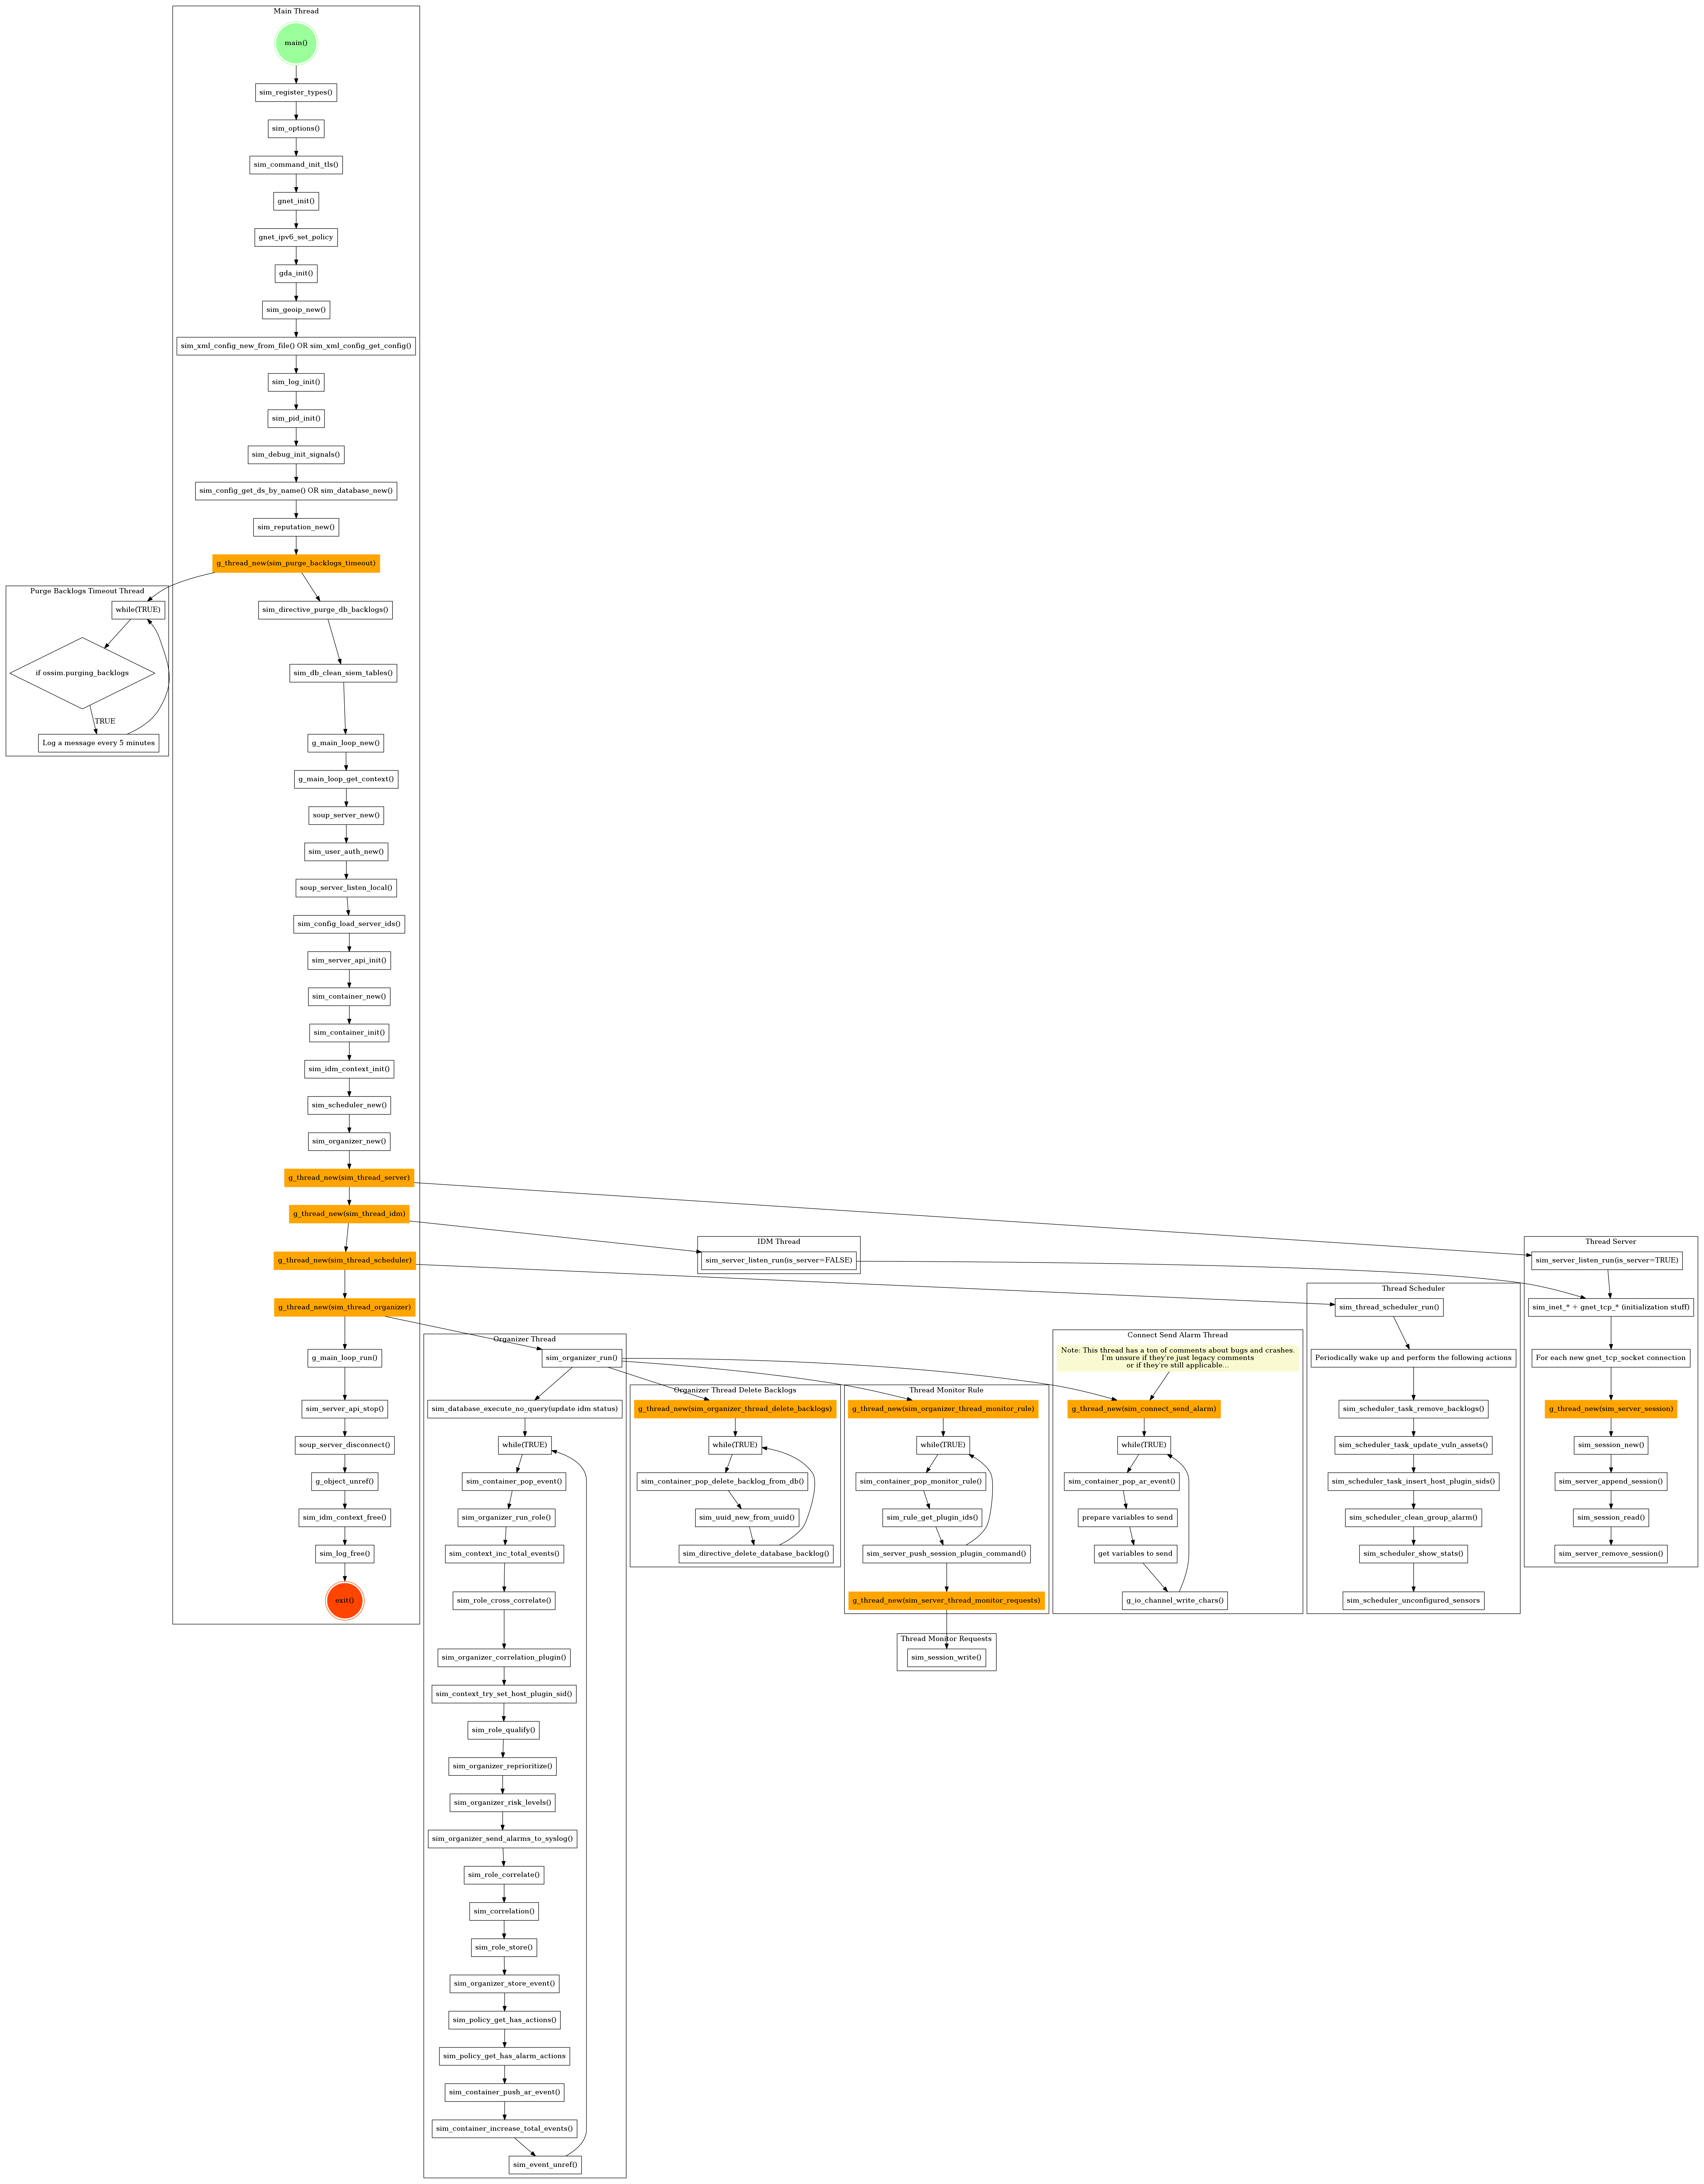 Main Thread
main()
sim_register_types()
sim_options()
sim_command_init_tls()
gnet_init()
gnet_ipv6_set_policy
gda_init()
sim_geoip_new()
sim_xml_config_new_from_file() OR sim_xml_config_get_config()
sim_log_init()
sim_pid_init()
sim_debug_init_signals()
sim_config_get_ds_by_name() OR sim_database_new()
sim_reputation_new()
g_thread_new(sim_purge_backlogs_timeout)
Purge Backlogs Timeout Thread
while(TRUE)
if ossim.purging_backlogs
TRUE
Log a message every 5 minutes
sim_directive_purge_db_backlogs()
sim_db_clean_siem_tables()
g_main_loop_new()
g_main_loop_get_context()
soup_server_new()
sim_user_auth_new()
soup_server_listen_local()
sim_config_load_server_ids()
sim_server_api_init()
sim_container_new()
sim_container_init()
sim_idm_context_init()
sim_scheduler_new()
sim_organizer_new()
g_thread_new(sim_thread_server)
g_thread_new(sim_thread_idm)
g_thread_new(sim_thread_scheduler)
g_thread_new(sim_thread_organizer)
g_main_loop_run()
sim_server_api_stop()
soup_server_disconnect()
g_object_unref()
sim_idm_context_free()
sim_log_free()
exit()
Organizer Thread
sim_organizer_run()
sim_database_execute_no_query(update idm status)
while(TRUE)
sim_container_pop_event()
sim_organizer_run_role()
sim_context_inc_total_events()
sim_role_cross_correlate()
sim_organizer_correlation_plugin()
sim_context_try_set_host_plugin_sid()
sim_role_qualify()
sim_organizer_reprioritize()
sim_organizer_risk_levels()
sim_organizer_send_alarms_to_syslog()
sim_role_correlate()
sim_correlation()
sim_role_store()
sim_organizer_store_event()
sim_policy_get_has_actions()
sim_policy_get_has_alarm_actions
sim_container_push_ar_event()
sim_container_increase_total_events()
sim_event_unref()
IDM Thread
sim_server_listen_run(is_server=FALSE)
Organizer Thread Delete Backlogs
g_thread_new(sim_organizer_thread_delete_backlogs)
while(TRUE)
sim_container_pop_delete_backlog_from_db()
sim_uuid_new_from_uuid()
sim_directive_delete_database_backlog()
Thread Monitor Rule
g_thread_new(sim_organizer_thread_monitor_rule)
while(TRUE)
sim_container_pop_monitor_rule()
sim_rule_get_plugin_ids()
sim_server_push_session_plugin_command()
g_thread_new(sim_server_thread_monitor_requests)
Thread Monitor Requests
sim_session_write()
Connect Send Alarm Thread
Note: This thread has a ton of comments about bugs and crashes.
I'm unsure if they're just legacy comments
or if they're still applicable...
g_thread_new(sim_connect_send_alarm)
while(TRUE)
sim_container_pop_ar_event()
prepare variables to send
get variables to send
g_io_channel_write_chars()
Thread Scheduler
sim_thread_scheduler_run()
Periodically wake up and perform the following actions
sim_scheduler_task_remove_backlogs()
sim_scheduler_task_update_vuln_assets()
sim_scheduler_task_insert_host_plugin_sids()
sim_scheduler_clean_group_alarm()
sim_scheduler_show_stats()
sim_scheduler_unconfigured_sensors
Thread Server
sim_server_listen_run(is_server=TRUE)
sim_inet_* + gnet_tcp_* (initialization stuff)
For each new gnet_tcp_socket connection
g_thread_new(sim_server_session)
sim_session_new()
sim_server_append_session()
sim_session_read()
sim_server_remove_session()